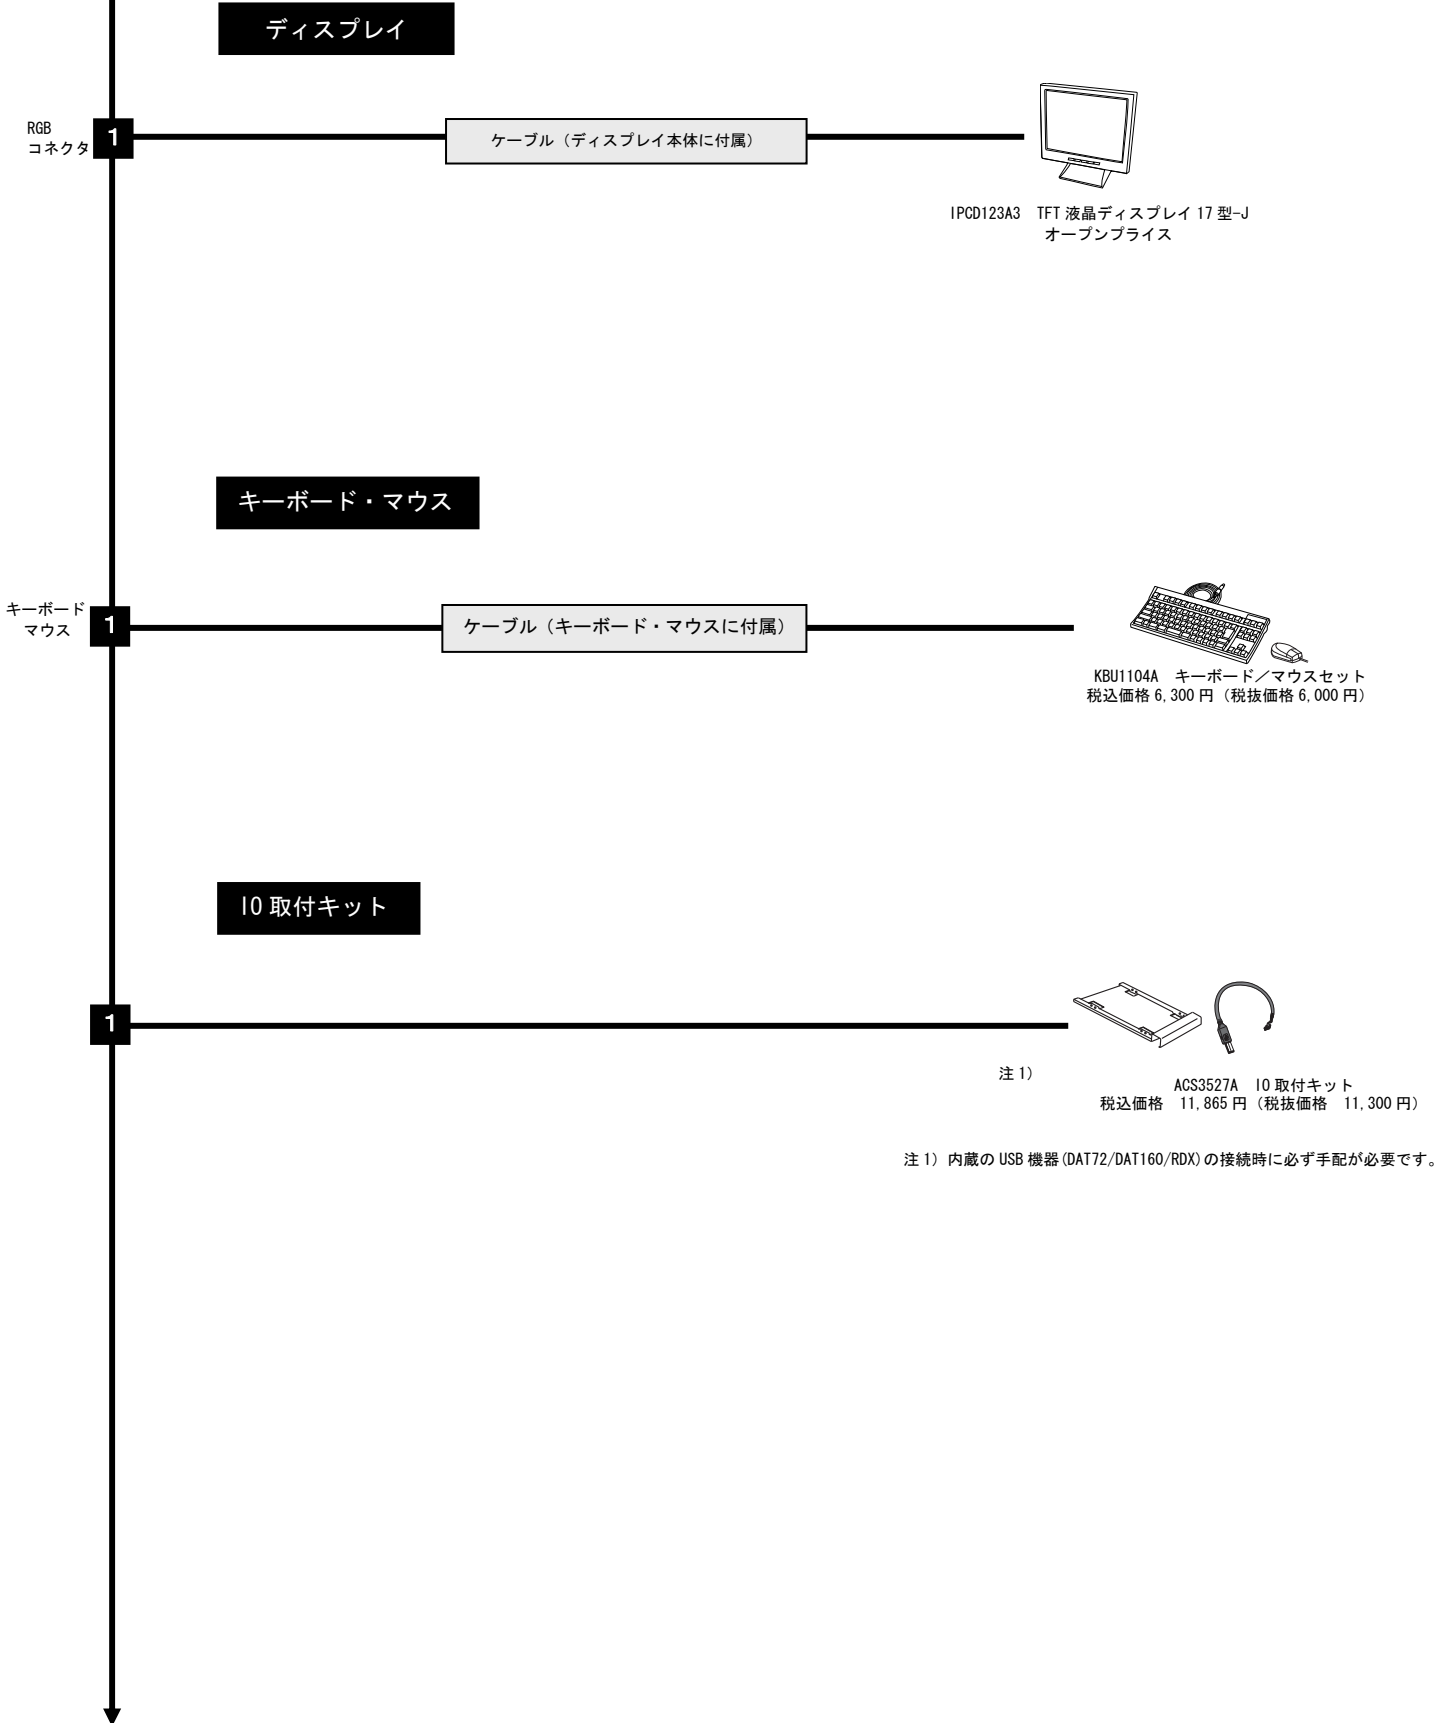 ディスプレイ
RGB
コネクタ
1
ケーブル（ディスプレイ本体に付属）
IPCD123A3　TFT 液晶ディスプレイ 17 型-J
オープンプライス
キーボード・マウス
キーボード
マウス
1
ケーブル（キーボード・マウスに付属）
KBU1104A　キーボード／マウスセット
税込価格 6,300 円（税抜価格 6,000 円）
IO 取付キット
1
注 1）
ACS3527A　IO 取付キット
税込価格　11,865 円（税抜価格　11,300 円）
注 1）内蔵の USB 機器(DAT72/DAT160/RDX)の接続時に必ず手配が必要です。